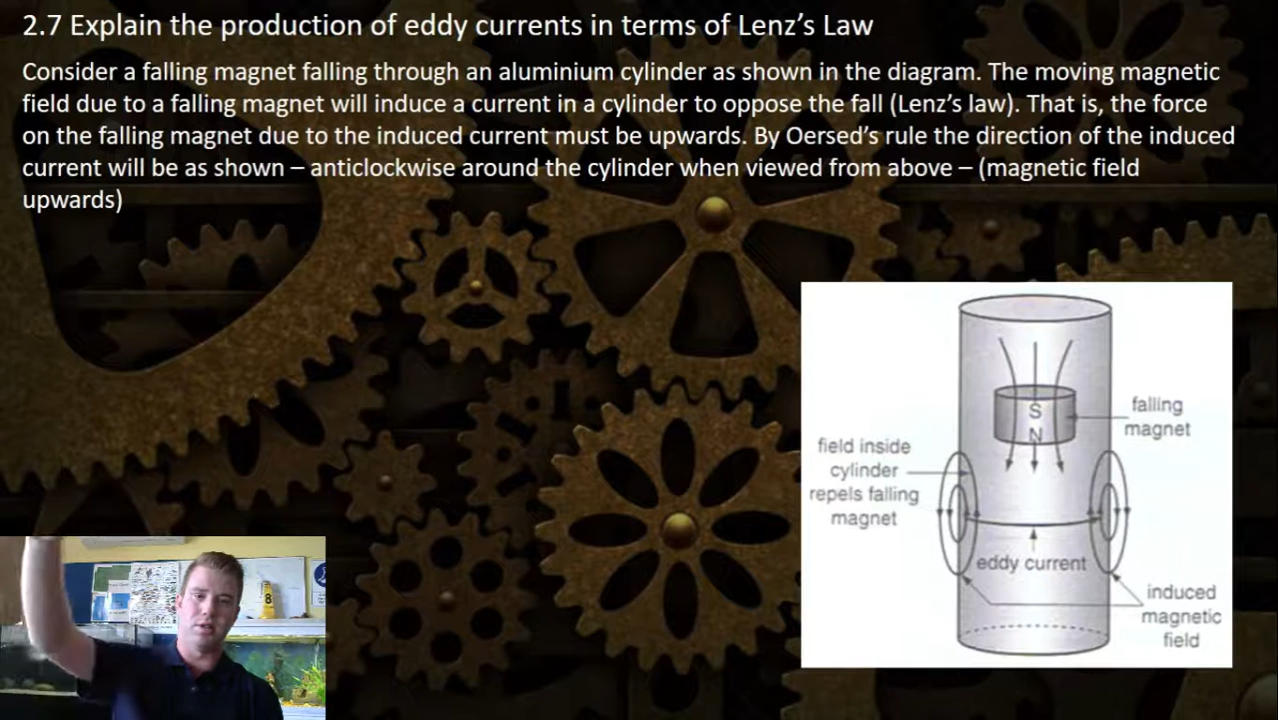 2.7 Explain the production of eddy currents in terms of Lenz’s Law
Consider a falling magnet falling through an aluminium cylinder as shown in the diagram. The moving magnetic
field due to a falling magnet will induce a current in a cylinder to oppose the fall (Lenz’s law). That is, the force
on the falling magnet due to the induced current must be upwards. By Oersed’s rule the direction of the induced
current will be as shown – anticlockwise around the cylinder when viewed from above – (magnetic field
upwards)
S
N
falling
magnet
field inside
cylinder
repels falling
magnet
eddy current
induced
magnetic
field
8